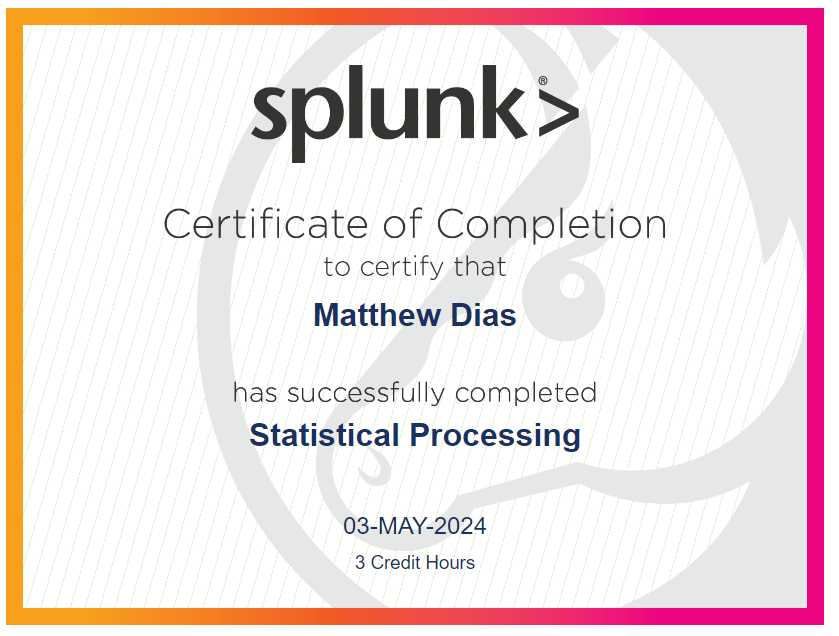 splunk>®
Certificate of Completion
to certify that
Matthew Dias
has successfully completed
Statistical Processing
03-MAY-2024
3 Credit Hours